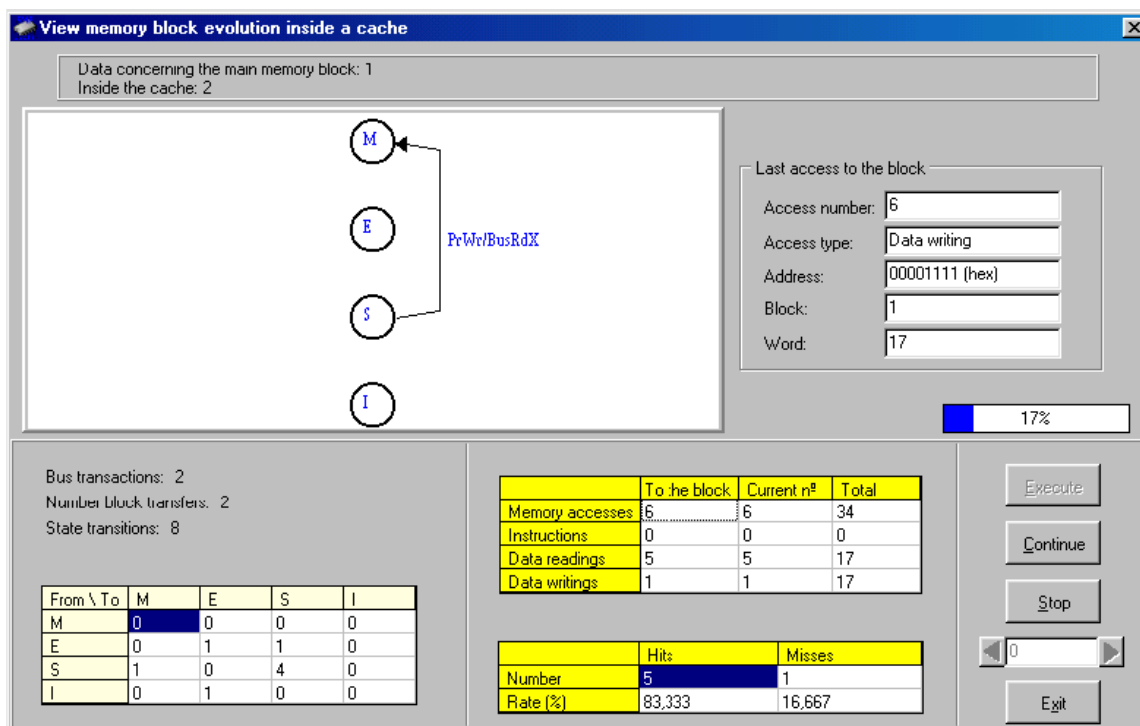 View memory block evolution inside a cache
Data concerning the main memory block: 1
Inside the cache: 2
M
E
PrWr/BusRdX
S
I
Last access to the block
Access number: 6
Access type: Data writing
Address: 00001111 (hex)
Block: 1
Word: 17
17%
Bus transactions: 2
Number block transfers: 2
State transitions: 8
From \ To M E S I
M 0 0 0 0
E 0 1 1 0
S 1 0 4 0
I 0 1 0 0
To the block Current nº Total
Memory accesses 6 6 34
Instructions 0 0 0
Data readings 5 5 17
Data writings 1 1 17
Hits Misses
Number 5 1
Rate (%) 83,333 16,667
Execute
Continue
Stop
0
Exit